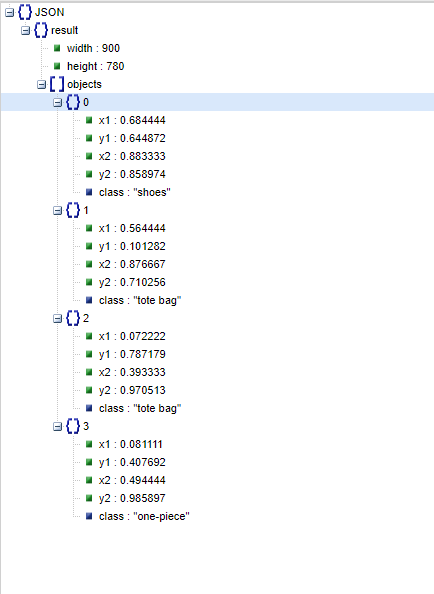 JSON
result
width : 900
height : 780
objects
0
x1 : 0.684444
y1 : 0.644872
x2 : 0.883333
y2 : 0.858974
class : "shoes"
1
x1 : 0.564444
y1 : 0.101282
x2 : 0.876667
y2 : 0.710256
class : "tote bag"
2
x1 : 0.072222
y1 : 0.787179
x2 : 0.393333
y2 : 0.970513
class : "tote bag"
3
x1 : 0.081111
y1 : 0.407692
x2 : 0.494444
y2 : 0.985897
class : "one-piece"